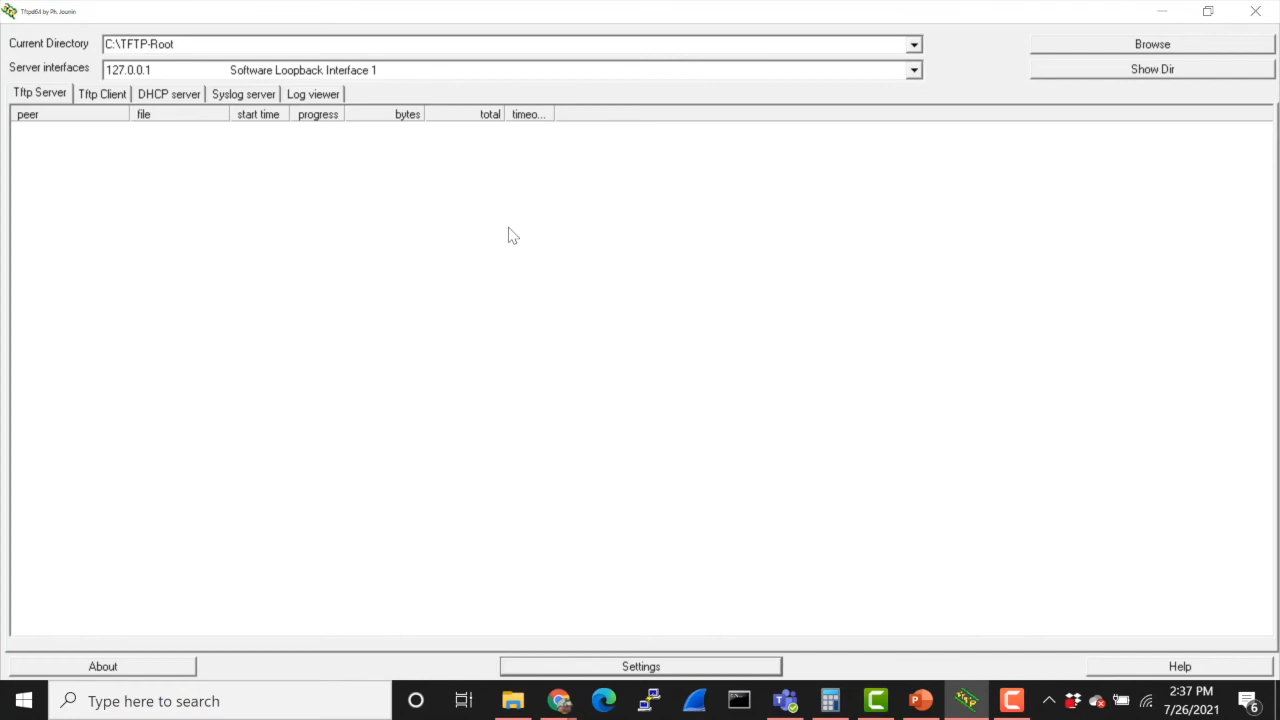 Tftpd64 by Ph. Jounin
Current Directory C:\TFTP-Root Browse
Server interfaces 127.0.0.1 Software Loopback Interface 1 Show Dir
Tftp Server Tftp Client DHCP server Syslog server Log viewer
peer file start time progress bytes total timeo...
About Settings Help
Type here to search
2:37 PM
7/26/2021
6